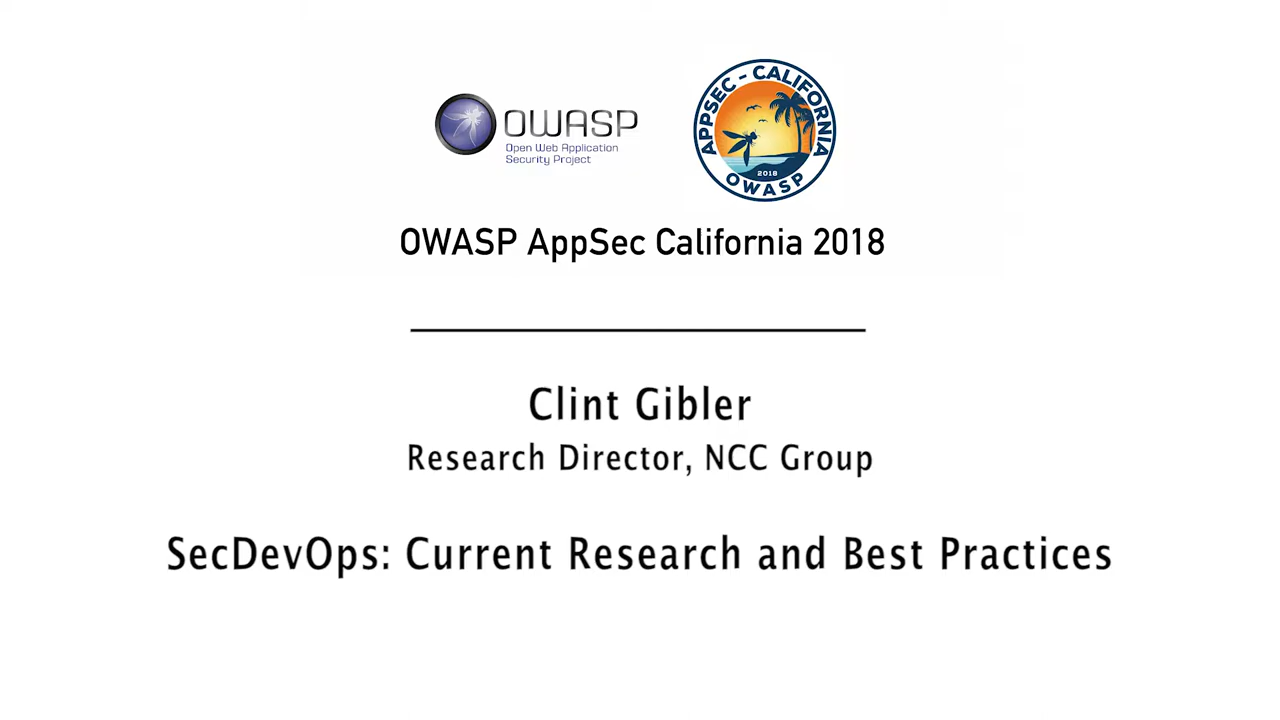 OWASP
Open Web Application
Security Project
APPSEC - CALIFORNIA
2018
OWASP
OWASP AppSec California 2018
Clint Gibler
Research Director, NCC Group
SecDevOps: Current Research and Best Practices